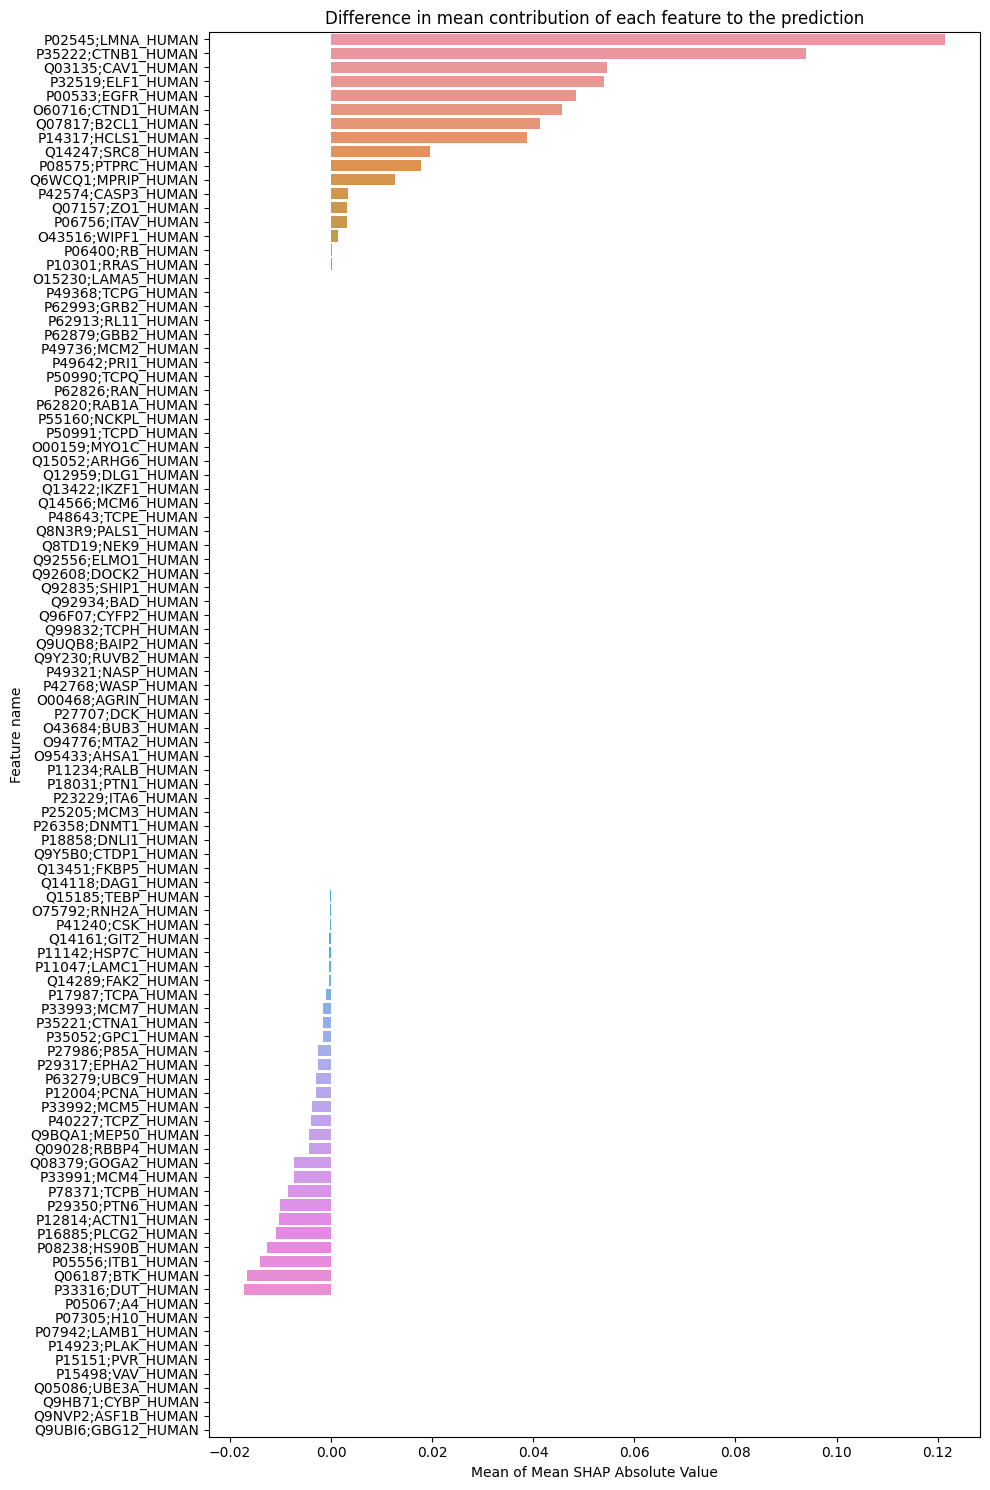 Difference in mean contribution of each feature to the prediction
P02545;LMNA_HUMAN
P35222;CTNB1_HUMAN
Q03135;CAV1_HUMAN
P32519;ELF1_HUMAN
P00533;EGFR_HUMAN
O60716;CTND1_HUMAN
Q07817;B2CL1_HUMAN
P14317;HCLS1_HUMAN
Q14247;SRC8_HUMAN
P08575;PTPRC_HUMAN
Q6WCQ1;MPRIP_HUMAN
P42574;CASP3_HUMAN
Q07157;ZO1_HUMAN
P06756;ITAV_HUMAN
O43516;WIPF1_HUMAN
P06400;RB_HUMAN
P10301;RRAS_HUMAN
O15230;LAMA5_HUMAN
P49368;TCPG_HUMAN
P62993;GRB2_HUMAN
P62913;RL11_HUMAN
P62879;GBB2_HUMAN
P49736;MCM2_HUMAN
P49642;PRI1_HUMAN
P50990;TCPQ_HUMAN
P62826;RAN_HUMAN
P62820;RAB1A_HUMAN
P55160;NCKPL_HUMAN
P50991;TCPD_HUMAN
O00159;MYO1C_HUMAN
Q15052;ARHG6_HUMAN
Q12959;DLG1_HUMAN
Q13422;IKZF1_HUMAN
Q14566;MCM6_HUMAN
P48643;TCPE_HUMAN
Q8N3R9;PALS1_HUMAN
Q8TD19;NEK9_HUMAN
Q92556;ELMO1_HUMAN
Q92608;DOCK2_HUMAN
Q92835;SHIP1_HUMAN
Q92934;BAD_HUMAN
Q96F07;CYFP2_HUMAN
Q99832;TCPH_HUMAN
Q9UQB8;BAIP2_HUMAN
Q9Y230;RUVB2_HUMAN
P49321;NASP_HUMAN
P42768;WASP_HUMAN
O00468;AGRIN_HUMAN
P27707;DCK_HUMAN
O43684;BUB3_HUMAN
O94776;MTA2_HUMAN
O95433;AHSA1_HUMAN
P11234;RALB_HUMAN
P18031;PTN1_HUMAN
P23229;ITA6_HUMAN
P25205;MCM3_HUMAN
P26358;DNMT1_HUMAN
P18858;DNLI1_HUMAN
Q9Y5B0;CTDP1_HUMAN
Q13451;FKBP5_HUMAN
Q14118;DAG1_HUMAN
Q15185;TEBP_HUMAN
O75792;RNH2A_HUMAN
P41240;CSK_HUMAN
Q14161;GIT2_HUMAN
P11142;HSP7C_HUMAN
P11047;LAMC1_HUMAN
Q14289;FAK2_HUMAN
P17987;TCPA_HUMAN
P33993;MCM7_HUMAN
P35221;CTNA1_HUMAN
P35052;GPC1_HUMAN
P27986;P85A_HUMAN
P29317;EPHA2_HUMAN
P63279;UBC9_HUMAN
P12004;PCNA_HUMAN
P33992;MCM5_HUMAN
P40227;TCPZ_HUMAN
Q9BQA1;MEP50_HUMAN
Q09028;RBBP4_HUMAN
Q08379;GOGA2_HUMAN
P33991;MCM4_HUMAN
P78371;TCPB_HUMAN
P29350;PTN6_HUMAN
P12814;ACTN1_HUMAN
P16885;PLCG2_HUMAN
P08238;HS90B_HUMAN
P05556;ITB1_HUMAN
Q06187;BTK_HUMAN
P33316;DUT_HUMAN
P05067;A4_HUMAN
P07305;H10_HUMAN
P07942;LAMB1_HUMAN
P14923;PLAK_HUMAN
P15151;PVR_HUMAN
P15498;VAV_HUMAN
Q05086;UBE3A_HUMAN
Q9HB71;CYBP_HUMAN
Q9NVP2;ASF1B_HUMAN
Q9UBI6;GBG12_HUMAN
Feature name
−0.02 0.00 0.02 0.04 0.06 0.08 0.10 0.12
Mean of Mean SHAP Absolute Value